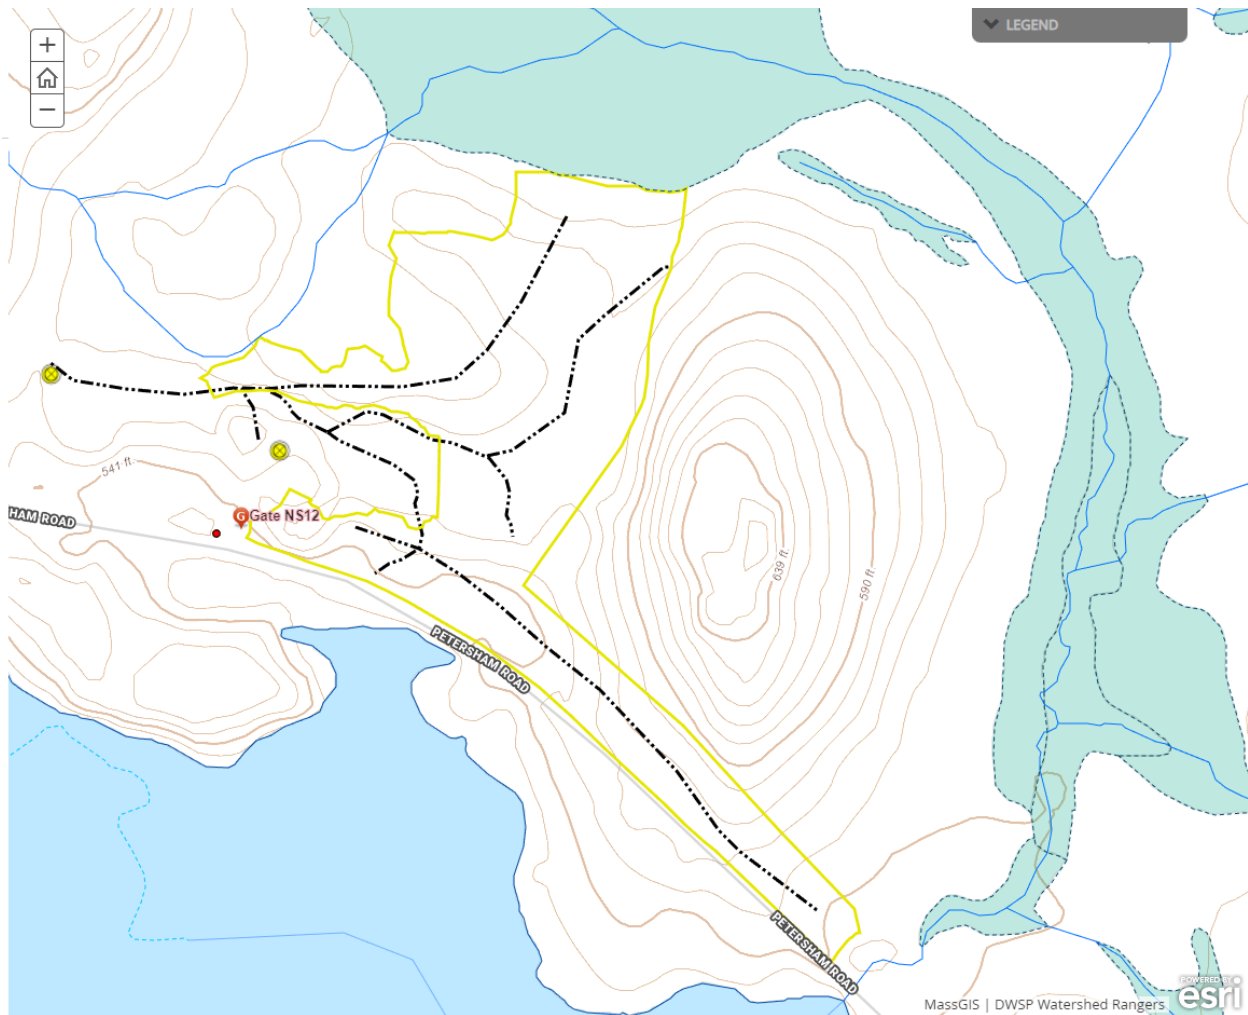 +
LEGEND
−
541 ft.
HAM ROAD
G Gate NS12
639 ft.
590 ft.
PETERSHAM ROAD
PETERSHAM ROAD
POWERED BY
esri
MassGIS | DWSP Watershed Rangers